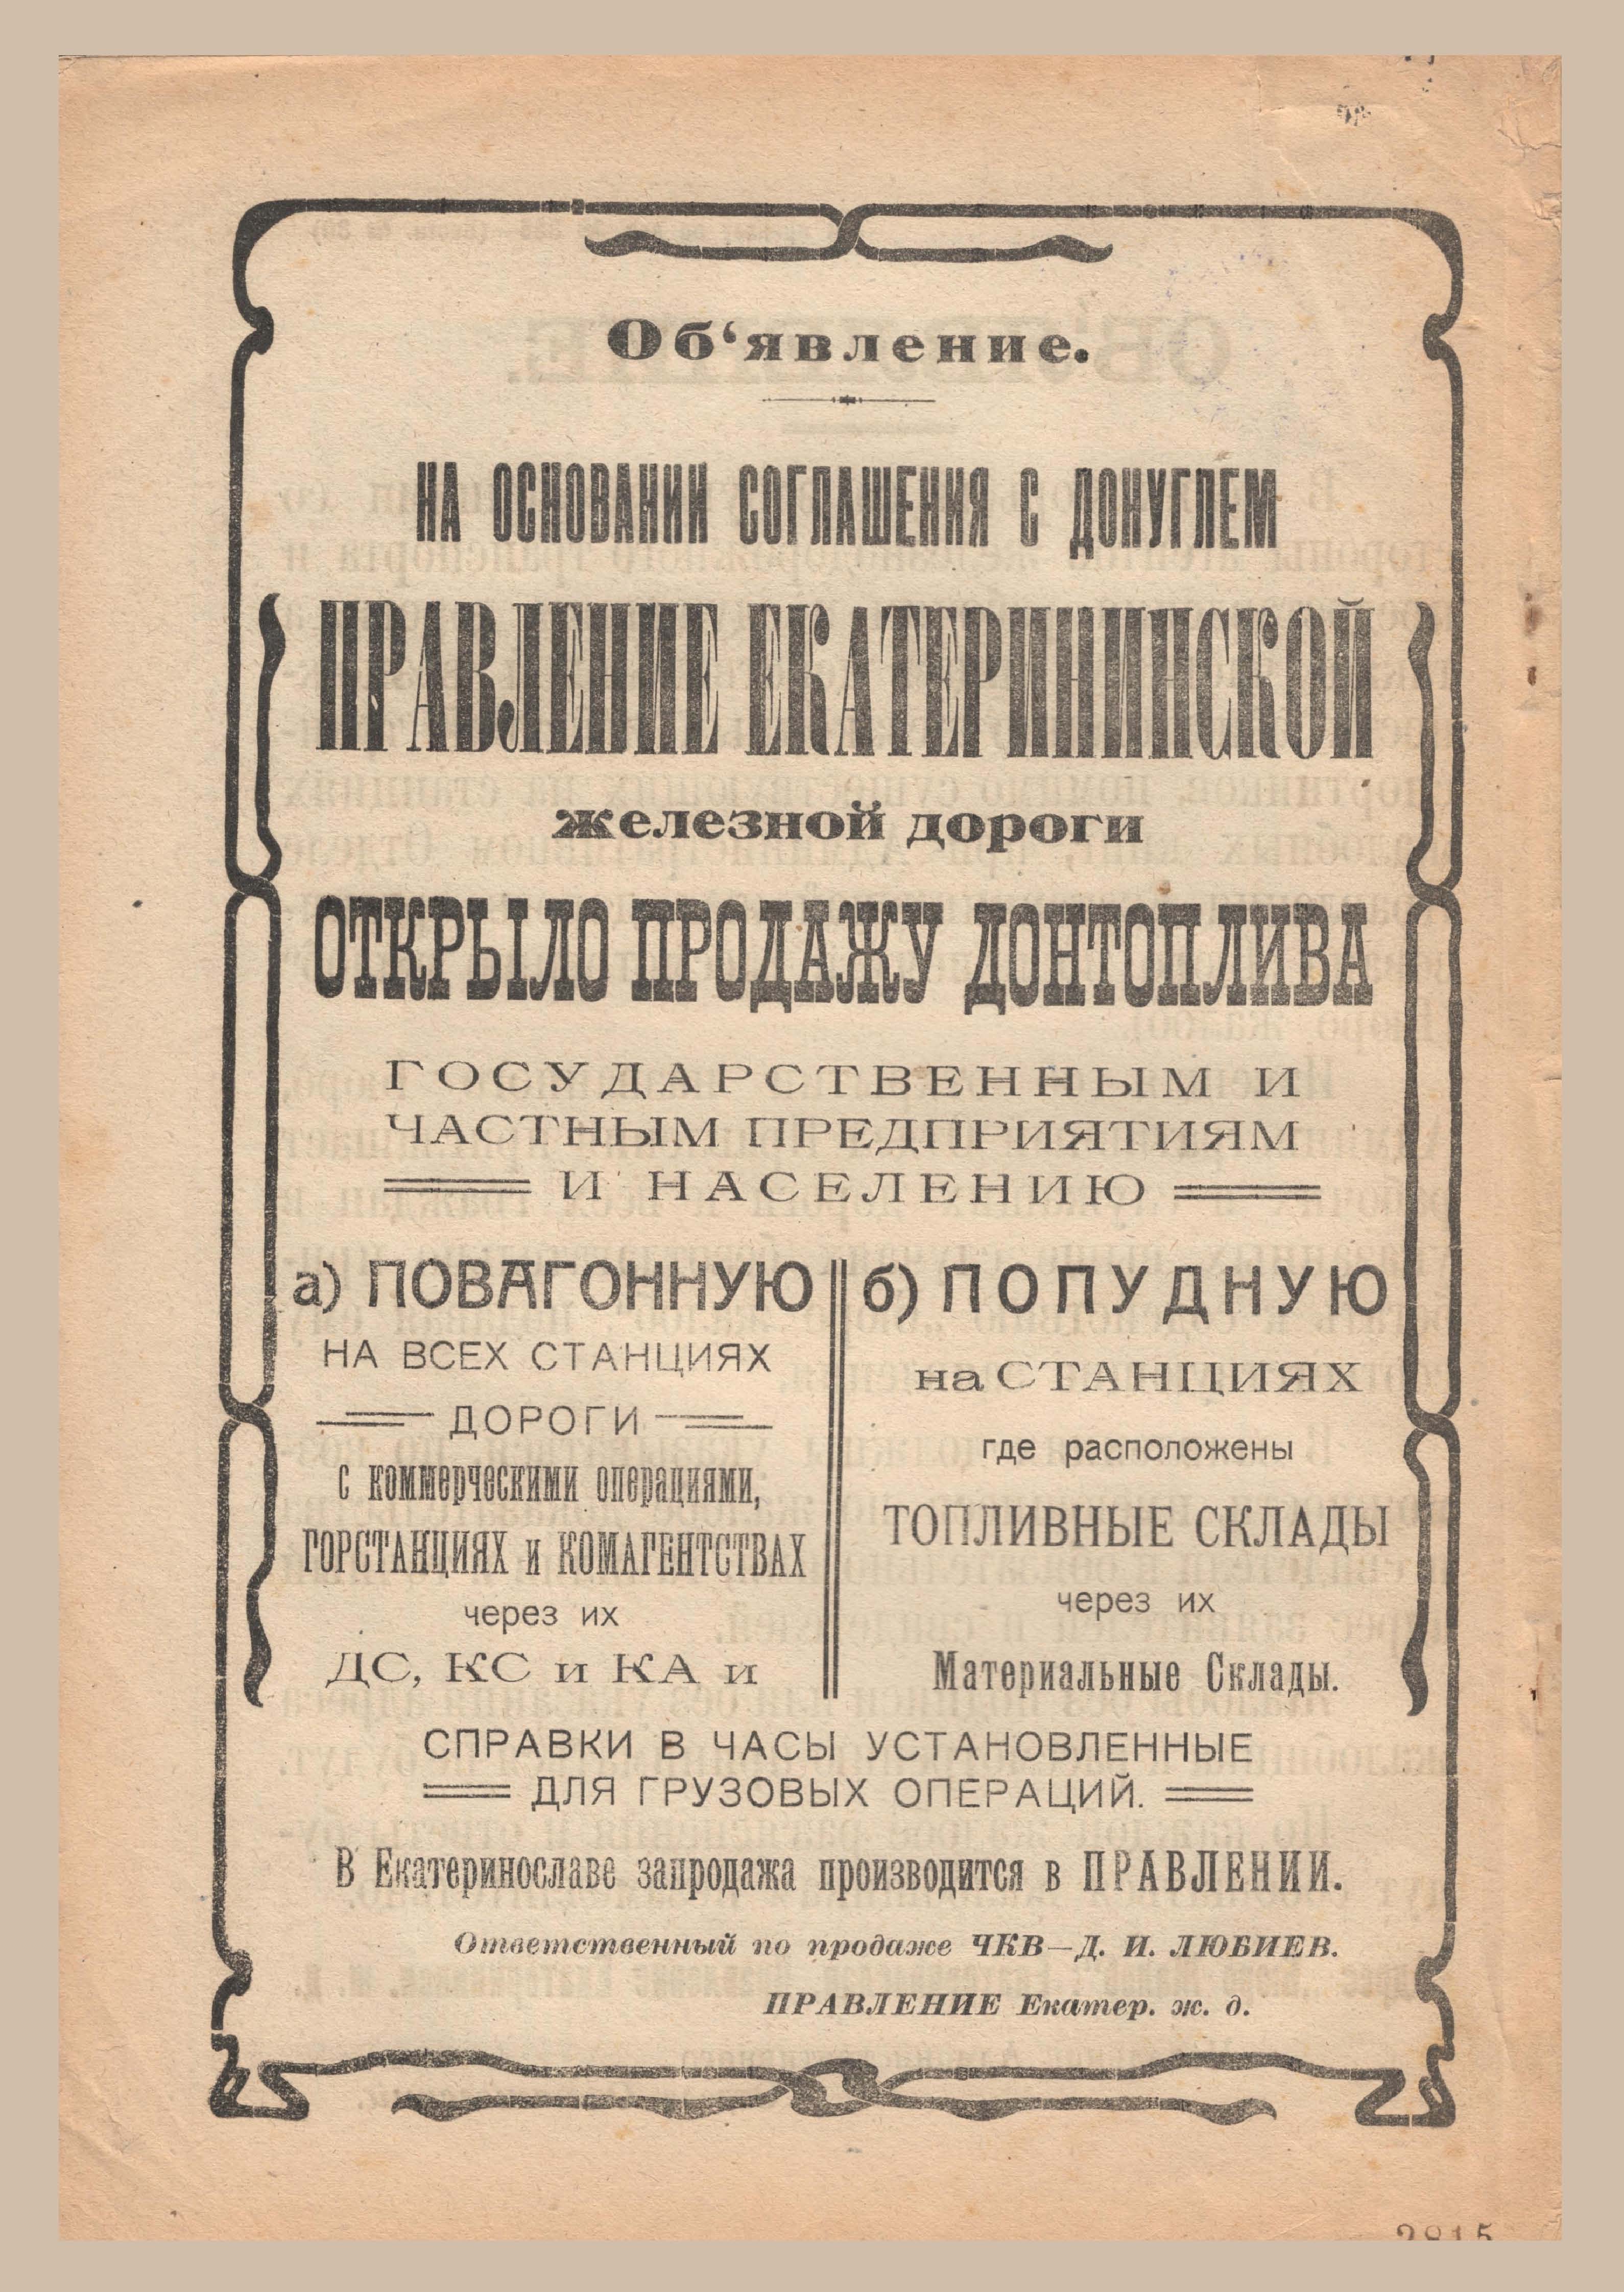 Об‘явление.
НА ОСНОВАНИИ СОГЛАШЕНИЯ С ДОНУГЛЕМ
ПРАВЛЕНИЕ ЕКАТЕРИНИНСКОЙ
железной дороги
ОТКРЫЛО ПРОДАЖУ ДОНТОПЛИВА
ГОСУДАРСТВЕННЫМ И
ЧАСТНЫМ ПРЕДПРИЯТИЯМ
И НАСЕЛЕНИЮ
а) ПОВАГОННУЮ
НА ВСЕХ СТАНЦИЯХ
ДОРОГИ
с коммерческими операциями,
ГОРСТАНЦИЯХ и КОМАГЕНТСТВАХ
через их
ДС, КС и КА и
б) ПОПУДНУЮ
на СТАНЦИЯХ
где расположены
ТОПЛИВНЫЕ СКЛАДЫ
через их
Материальные Склады.
СПРАВКИ В ЧАСЫ УСТАНОВЛЕННЫЕ
ДЛЯ ГРУЗОВЫХ ОПЕРАЦИЙ.
В Екатеринославе запродажа производится в ПРАВЛЕНИИ.
Ответственный по продаже ЧКВ—Д. И. ЛЮБИЕВ.
ПРАВЛЕНИЕ Екатер. ж. д.